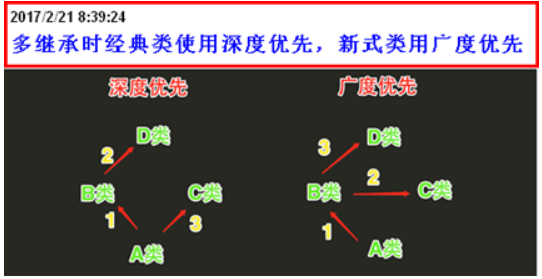 2017/2/21 8:39:24
多继承时经典类使用深度优先，新式类用广度优先
深度优先 广度优先
D类 3 D类
2
B类 C类 B类 2 C类
1 3 1
A类 A类